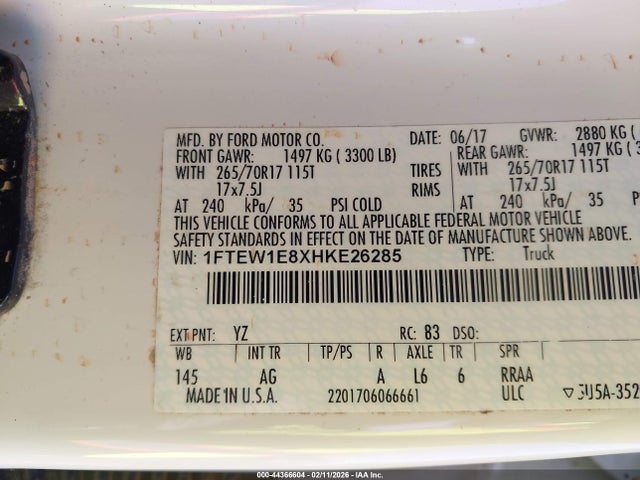 MFD. BY FORD MOTOR CO. DATE: 06/17 GVWR: 2880 KG (
FRONT GAWR: 1497 KG ( 3300 LB) REAR GAWR: 1497 KG (
WITH 265/70R17 115T TIRES WITH 265/70R17 115T
17x7.5J RIMS 17x7.5J
AT 240 kPa/ 35 PSI COLD AT 240 kPa/ 35
THIS VEHICLE CONFORMS TO ALL APPLICABLE FEDERAL MOTOR VEHICLE
SAFETY STANDARDS IN EFFECT ON THE DATE OF MANUFACTURE SHOWN ABOVE.
VIN: 1FTEW1E8XHKE26285 TYPE: Truck
EXT PNT: YZ RC: 83 DSO:
WB INT TR TP/PS R AXLE TR SPR
145 AG A L6 6 RRAA
MADE IN U.S.A. 2201706066661 ULC U5A-352
000-44366604 - 02/11/2026 - IAA Inc.